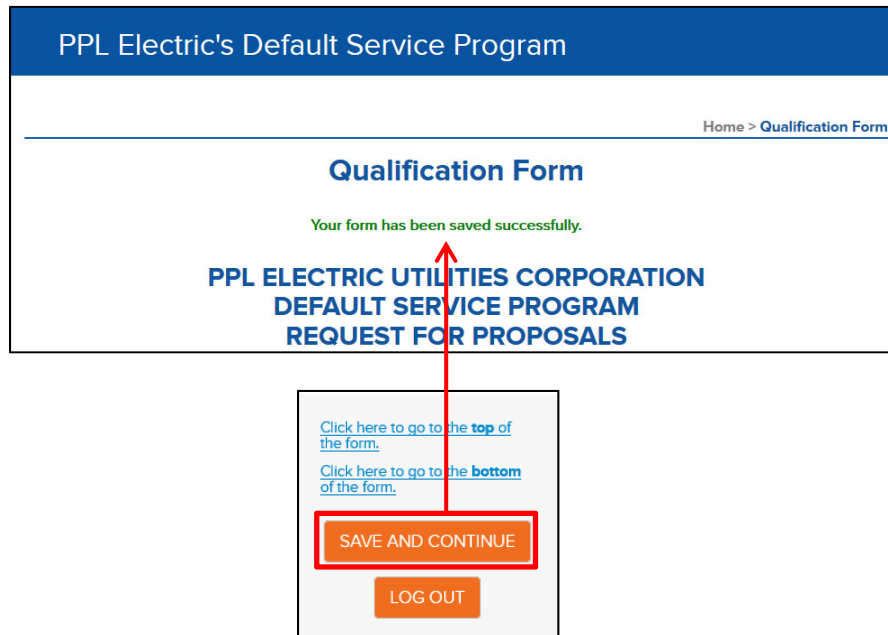 PPL Electric's Default Service Program
Home > Qualification Form
Qualification Form
Your form has been saved successfully.
PPL ELECTRIC UTILITIES CORPORATION
DEFAULT SERVICE PROGRAM
REQUEST FOR PROPOSALS
Click here to go to the top of
the form.
Click here to go to the bottom
of the form.
SAVE AND CONTINUE
LOG OUT